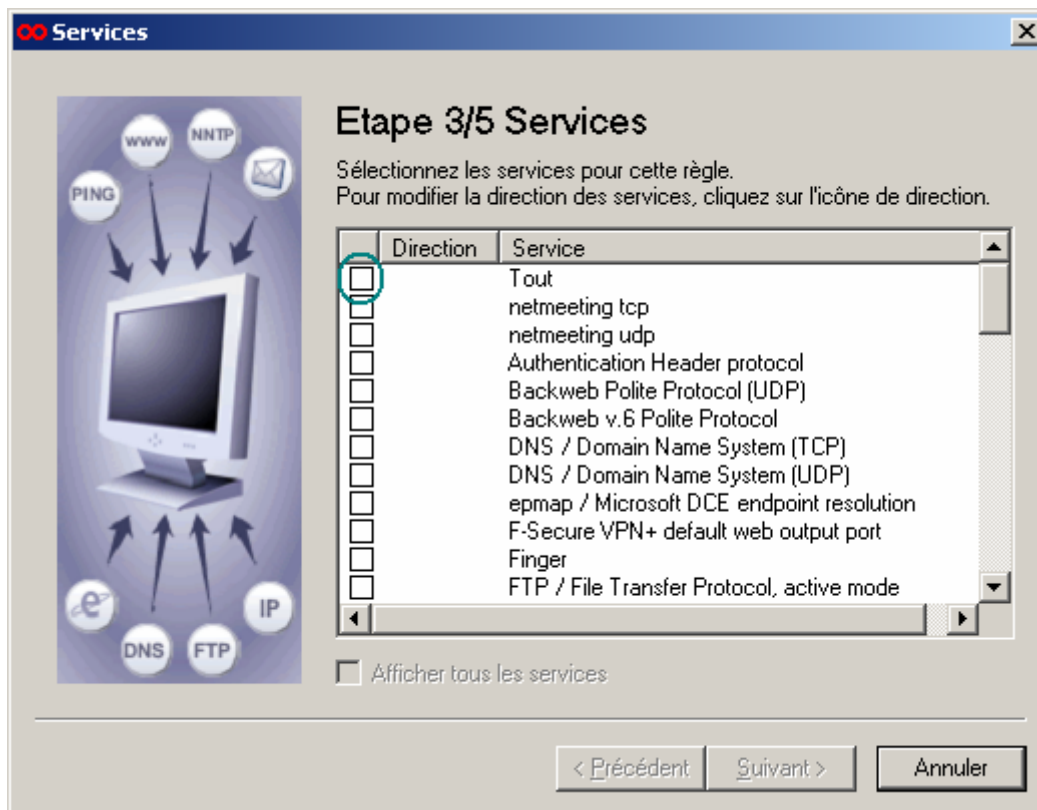 Services
WWW
NNTP
PING
IP
DNS
FTP
Etape 3/5 Services
Sélectionnez les services pour cette règle.
Pour modifier la direction des services, cliquez sur l'icône de direction.
Direction Service
Tout
netmeeting tcp
netmeeting udp
Authentication Header protocol
Backweb Polite Protocol (UDP)
Backweb v.6 Polite Protocol
DNS / Domain Name System (TCP)
DNS / Domain Name System (UDP)
epmap / Microsoft DCE endpoint resolution
F-Secure VPN+ default web output port
Finger
FTP / File Transfer Protocol, active mode
Afficher tous les services
< Précédent Suivant > Annuler